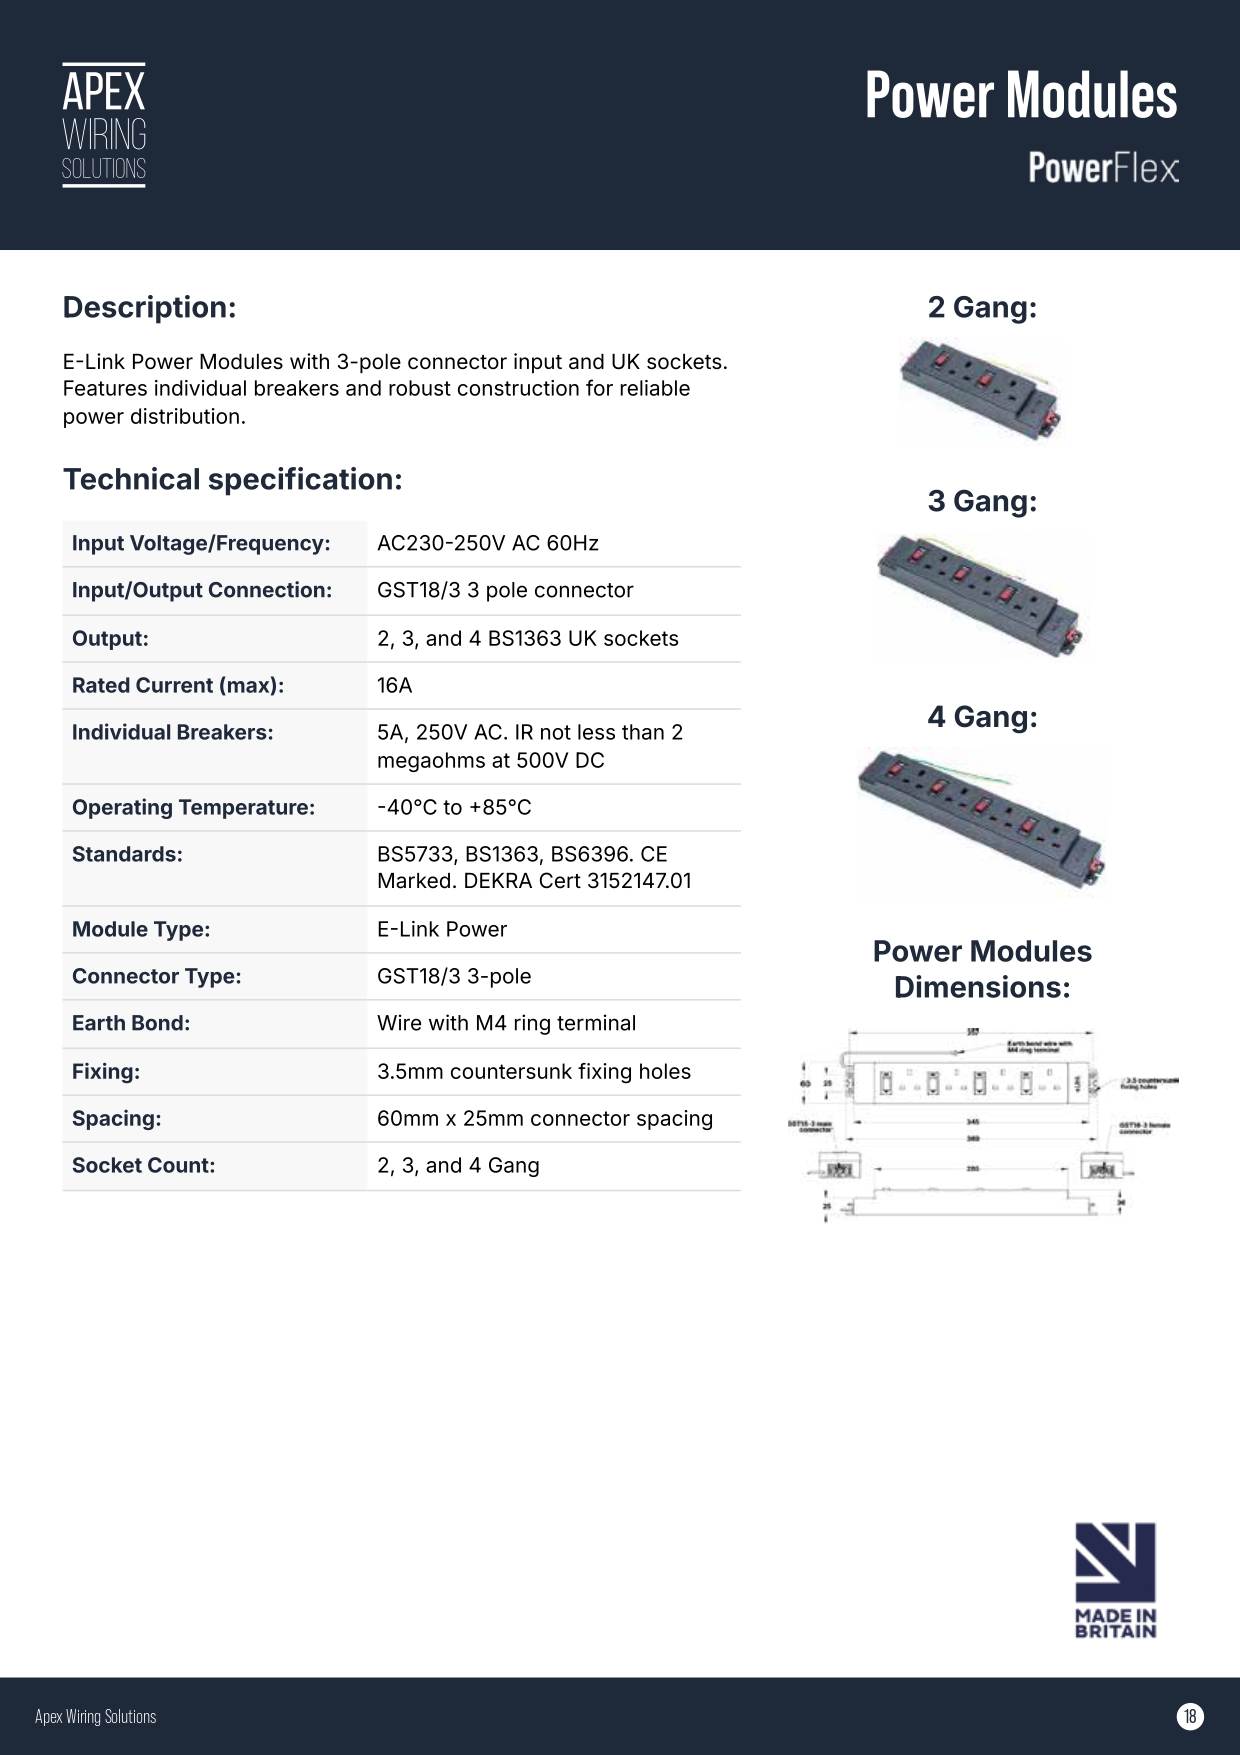 APEX
WIRING
SOLUTIONS
Power Modules
PowerFlex
Description:
E-Link Power Modules with 3-pole connector input and UK sockets.
Features individual breakers and robust construction for reliable
power distribution.
Technical specification:
Input Voltage/Frequency: AC230-250V AC 60Hz
Input/Output Connection: GST18/3 3 pole connector
Output: 2, 3, and 4 BS1363 UK sockets
Rated Current (max): 16A
Individual Breakers: 5A, 250V AC. IR not less than 2
megaohms at 500V DC
Operating Temperature: -40°C to +85°C
Standards: BS5733, BS1363, BS6396. CE
Marked. DEKRA Cert 3152147.01
Module Type: E-Link Power
Connector Type: GST18/3 3-pole
Earth Bond: Wire with M4 ring terminal
Fixing: 3.5mm countersunk fixing holes
Spacing: 60mm x 25mm connector spacing
Socket Count: 2, 3, and 4 Gang
2 Gang:
3 Gang:
4 Gang:
Power Modules
Dimensions:
Earth bond wire with
M4 ring terminal
60
25
3.5 countersunk
fixing holes
345
GST18-3 male
connector
GST18-3 female
connector
369
285
25
36
MADE IN
BRITAIN
Apex Wiring Solutions
18